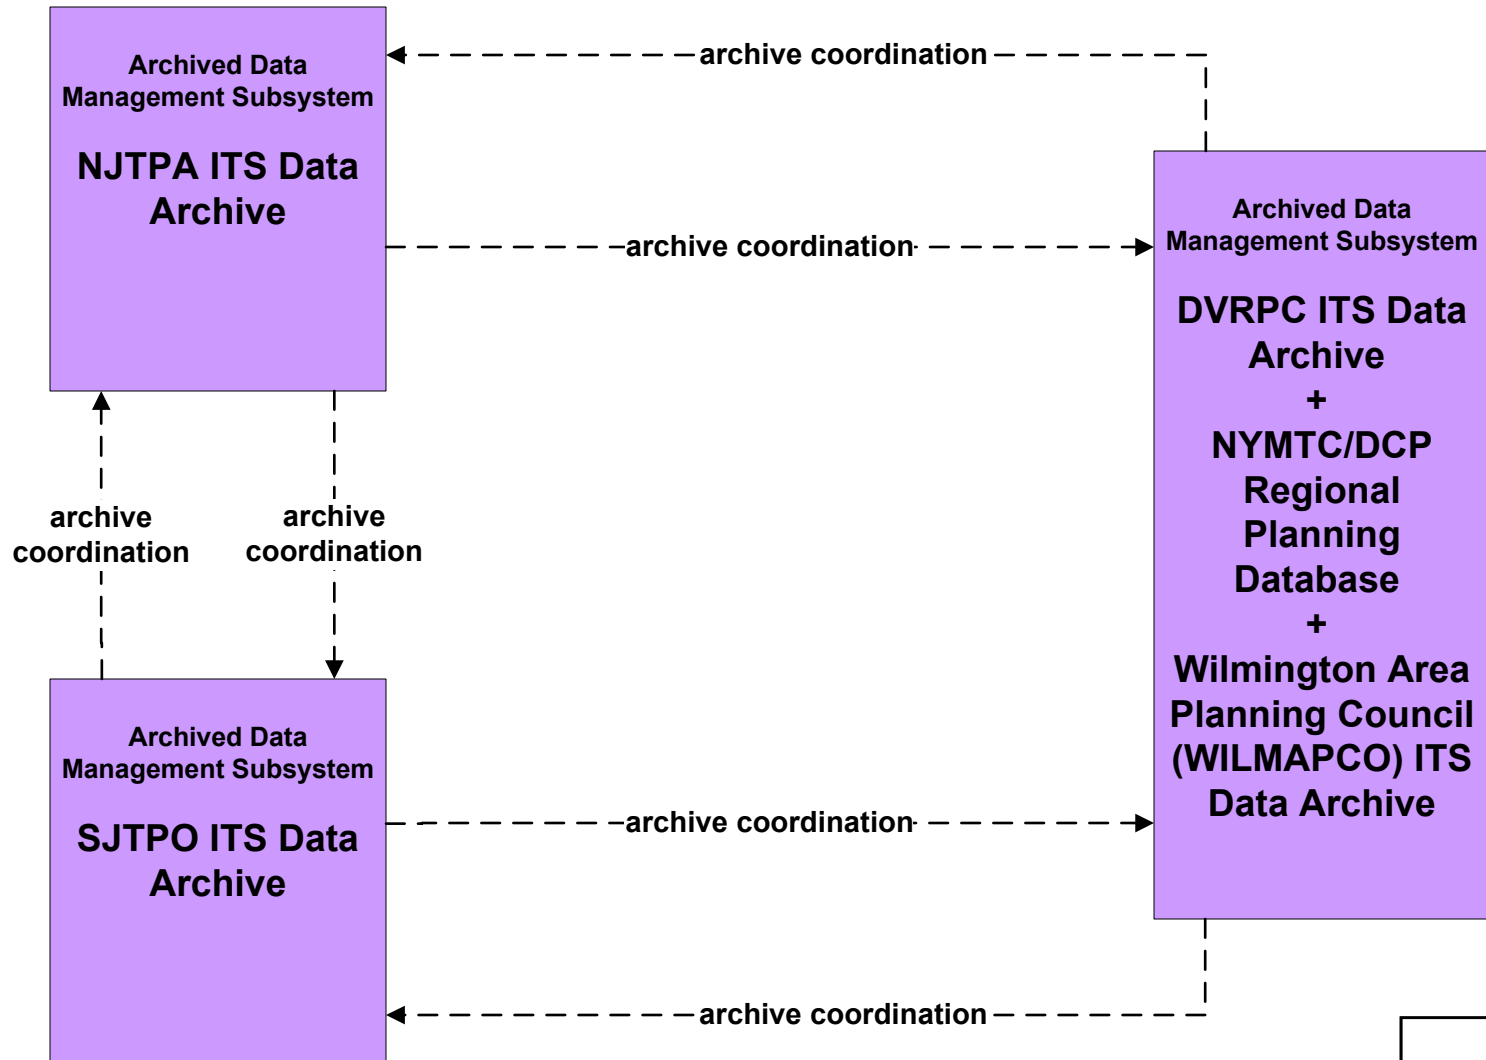 Archived Data
Management Subsystem
NJTPA ITS Data
Archive
archive coordination
archive coordination
Archived Data
Management Subsystem
DVRPC ITS Data
Archive
+
NYMTC/DCP
Regional
Planning
Database
+
Wilmington Area
Planning Council
(WILMAPCO) ITS
Data Archive
archive
coordination
archive
coordination
Archived Data
Management Subsystem
SJTPO ITS Data
Archive
archive coordination
archive coordination